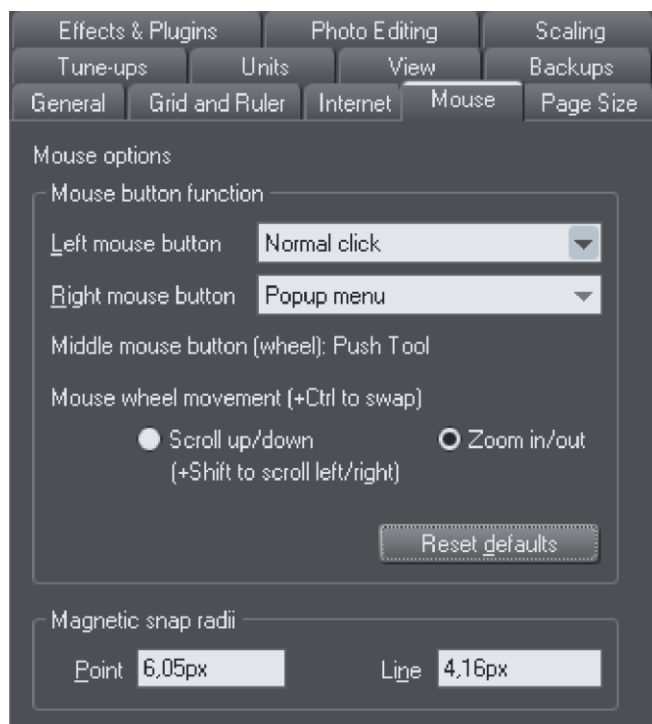 Effects & Plugins Photo Editing Scaling
Tune-ups Units View Backups
General Grid and Ruler Internet Mouse Page Size
Mouse options
Mouse button function
Left mouse button Normal click
Right mouse button Popup menu
Middle mouse button (wheel): Push Tool
Mouse wheel movement (+Ctrl to swap)
Scroll up/down Zoom in/out
(+Shift to scroll left/right)
Reset defaults
Magnetic snap radii
Point 6,05px Line 4,16px